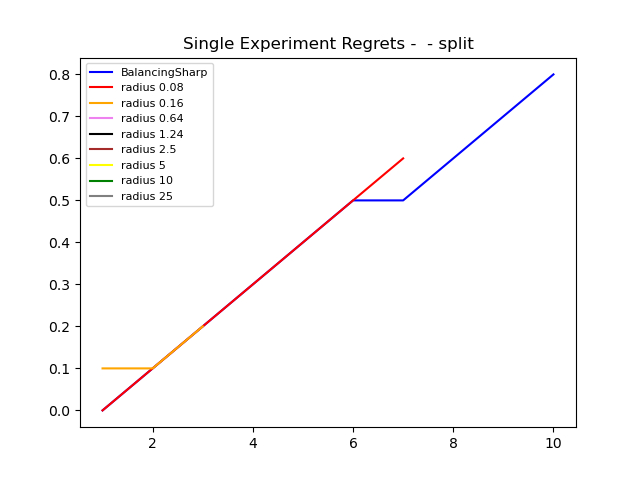 Single Experiment Regrets -  - split
0.8
0.7
0.6
0.5
0.4
0.3
0.2
0.1
0.0
BalancingSharp
radius 0.08
radius 0.16
radius 0.64
radius 1.24
radius 2.5
radius 5
radius 10
radius 25
2 4 6 8 10